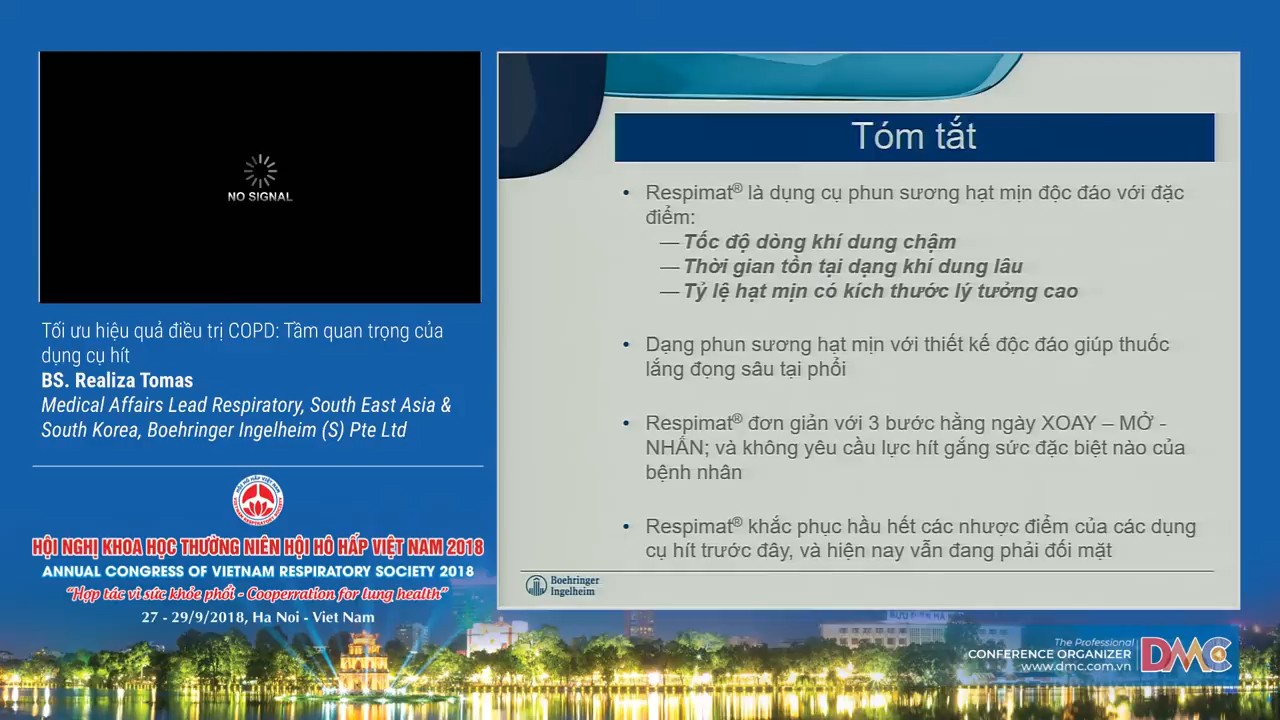 NO SIGNAL
Tối ưu hiệu quả điều trị COPD: Tầm quan trọng của
dụng cụ hít
BS. Realiza Tomas
Medical Affairs Lead Respiratory, South East Asia &
South Korea, Boehringer Ingelheim (S) Pte Ltd
HỘI HÔ HẤP VIỆT NAM
VIETNAM RESPIRATORY SOCIETY
HỘI NGHỊ KHOA HỌC THƯỜNG NIÊN HỘI HÔ HẤP VIỆT NAM 2018
ANNUAL CONGRESS OF VIETNAM RESPIRATORY SOCIETY 2018
"Hợp tác vì sức khỏe phổi - Cooperration for lung health"
27 - 29/9/2018, Ha Noi - Viet Nam
Tóm tắt
• Respimat® là dụng cụ phun sương hạt mịn độc đáo với đặc
điểm:
— Tốc độ dòng khí dung chậm
— Thời gian tồn tại dạng khí dung lâu
— Tỷ lệ hạt mịn có kích thước lý tưởng cao
• Dạng phun sương hạt mịn với thiết kế độc đáo giúp thuốc
lắng đọng sâu tại phổi
• Respimat® đơn giản với 3 bước hằng ngày XOAY – MỞ -
NHẤN; và không yêu cầu lực hít gắng sức đặc biệt nào của
bệnh nhân
• Respimat® khắc phục hầu hết các nhược điểm của các dụng
cụ hít trước đây, và hiện nay vẫn đang phải đối mặt
Boehringer
Ingelheim
The Professional
CONFERENCE ORGANIZER
www.dmc.com.vn
DMC